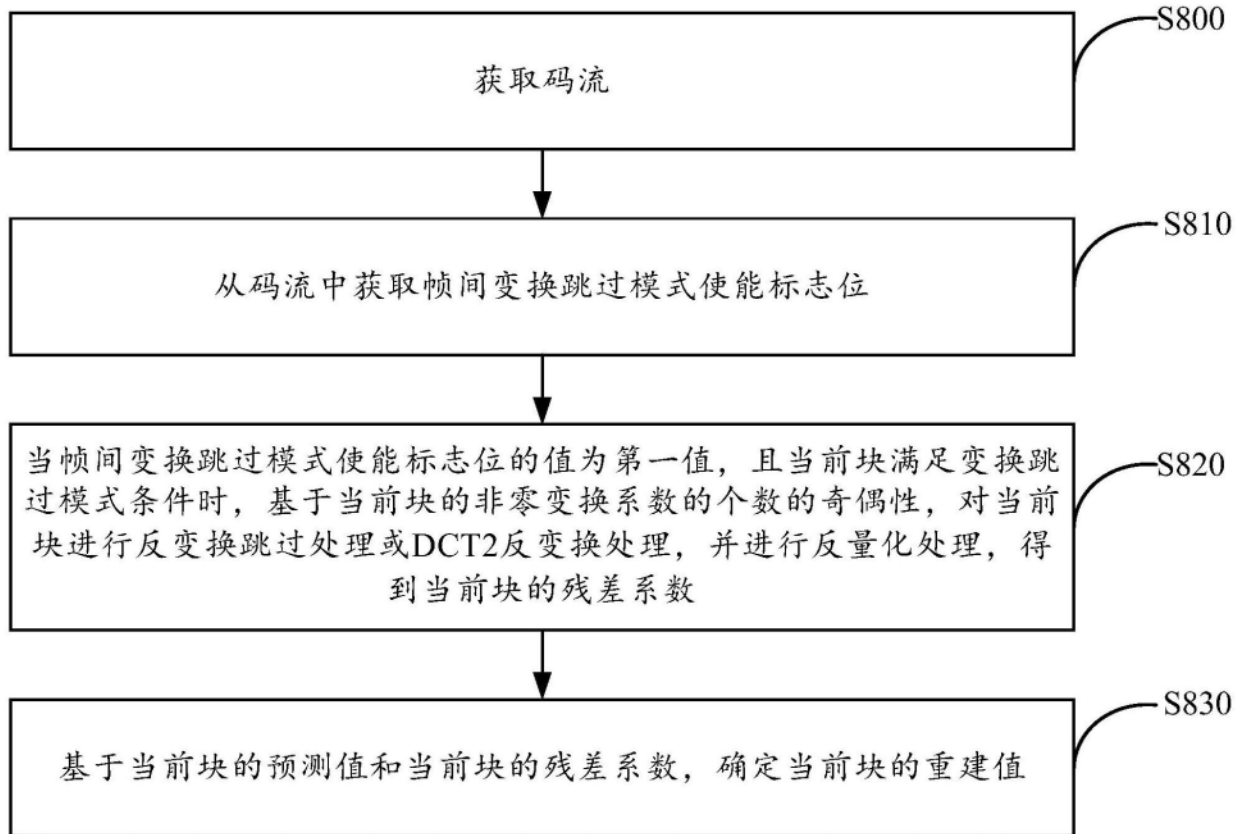 S800
获取码流
S810
从码流中获取帧间变换跳过模式使能标志位
S820
当帧间变换跳过模式使能标志位的值为第一值，且当前块满足变换跳
过模式条件时，基于当前块的非零变换系数的个数的奇偶性，对当前
块进行反变换跳过处理或DCT2反变换处理，并进行反量化处理，得
到当前块的残差系数
S830
基于当前块的预测值和当前块的残差系数，确定当前块的重建值